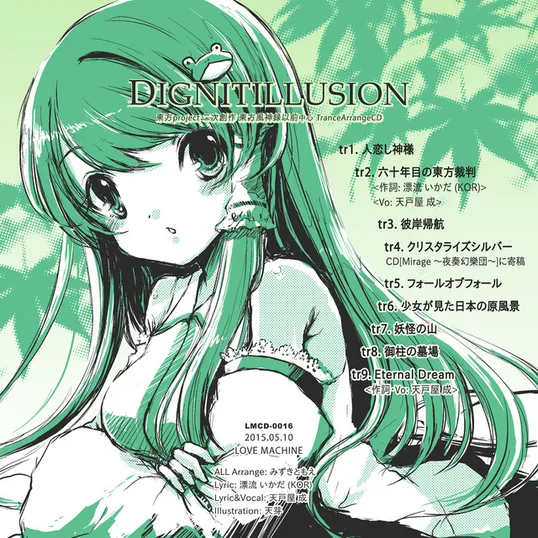 DIGNITILLUSION
東方project 二次創作 東方風神録以前中心 TranceArrangeCD
tr1. 人恋し神様
tr2. 六十年目の東方裁判
<作詞: 漂流 いかだ (KOR)>
<Vo: 天戸屋 成>
tr3. 彼岸帰航
tr4. クリスタライズシルバー
CD[Mirage 〜夜奏幻樂団〜]に寄稿
tr5. フォールオブフォール
tr6. 少女が見た日本の原風景
tr7. 妖怪の山
tr8. 御柱の墓場
tr9. Eternal Dream
<作詞・Vo: 天戸屋 成>
LMCD-0016
2015.05.10
LOVE MACHINE
ALL Arrange: みずきともえ
Lyric: 漂流 いかだ (KOR)
Lyric&Vocal: 天戸屋 成
Illustration: 天芽